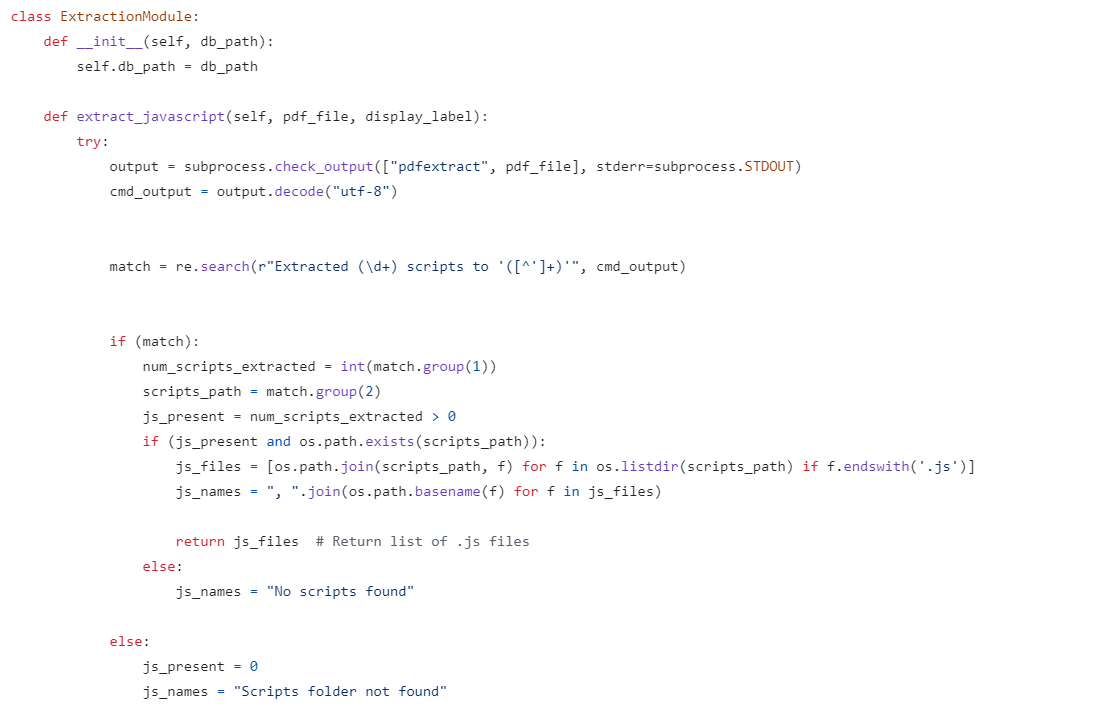 class ExtractionModule:
    def __init__(self, db_path):
        self.db_path = db_path
    def extract_javascript(self, pdf_file, display_label):
        try:
            output = subprocess.check_output(["pdfextract", pdf_file], stderr=subprocess.STDOUT)
            cmd_output = output.decode("utf-8")
            match = re.search(r"Extracted (\d+) scripts to '([^']+)'", cmd_output)
            if (match):
                num_scripts_extracted = int(match.group(1))
                scripts_path = match.group(2)
                js_present = num_scripts_extracted > 0
                if (js_present and os.path.exists(scripts_path)):
                    js_files = [os.path.join(scripts_path, f) for f in os.listdir(scripts_path) if f.endswith('.js')]
                    js_names = ", ".join(os.path.basename(f) for f in js_files)
                    return js_files  # Return list of .js files
                else:
                    js_names = "No scripts found"
            else:
                js_present = 0
                js_names = "Scripts folder not found"